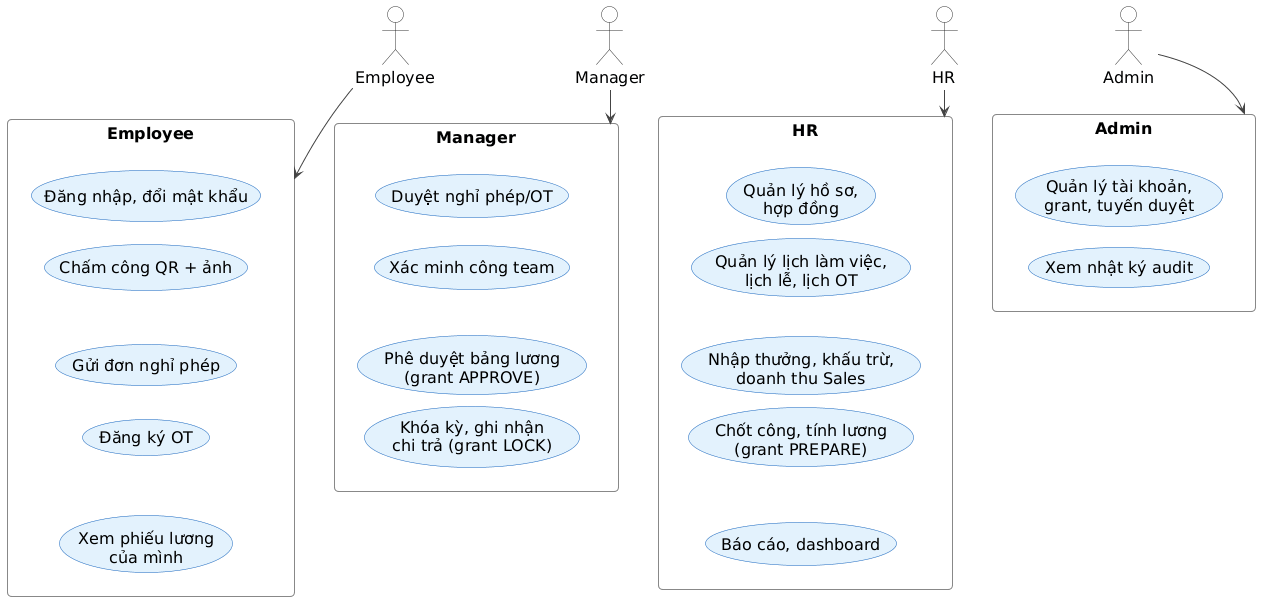 Employee
Manager
HR
Admin
Employee
Đăng nhập, đổi mật khẩu
Chấm công QR + ảnh
Gửi đơn nghỉ phép
Đăng ký OT
Xem phiếu lương
của mình
Manager
Duyệt nghỉ phép/OT
Xác minh công team
Phê duyệt bảng lương
(grant APPROVE)
Khóa kỳ, ghi nhận
chi trả (grant LOCK)
HR
Quản lý hồ sơ,
hợp đồng
Quản lý lịch làm việc,
lịch lễ, lịch OT
Nhập thưởng, khấu trừ,
doanh thu Sales
Chốt công, tính lương
(grant PREPARE)
Báo cáo, dashboard
Admin
Quản lý tài khoản,
grant, tuyến duyệt
Xem nhật ký audit